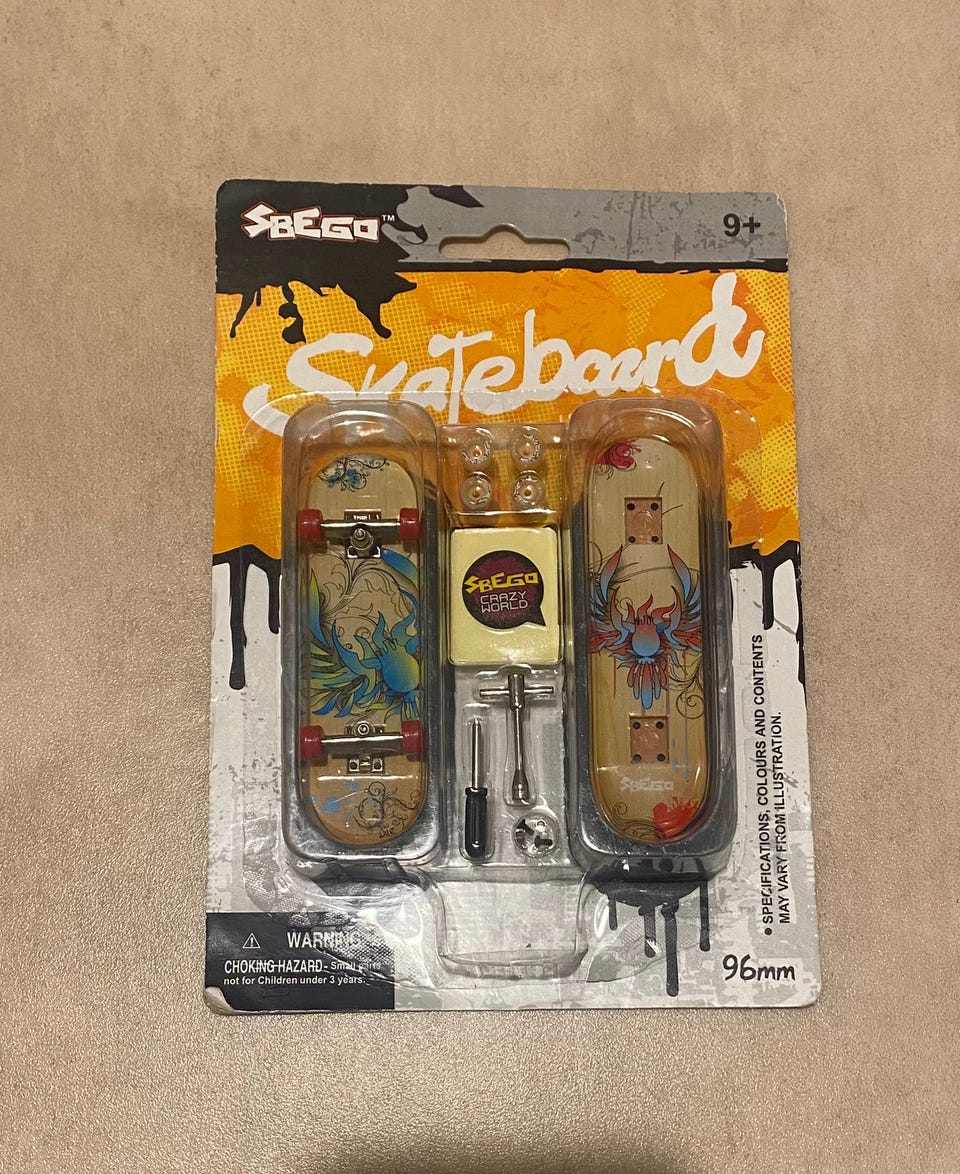 SBEGO™
9+
Skateboard
SBEGO
CRAZY
WORLD
SBEGO
• SPECIFICATIONS, COLOURS AND CONTENTS
MAY VARY FROM ILLUSTRATION.
WARNING
CHOKING HAZARD- Small parts
not for Children under 3 years.
96mm